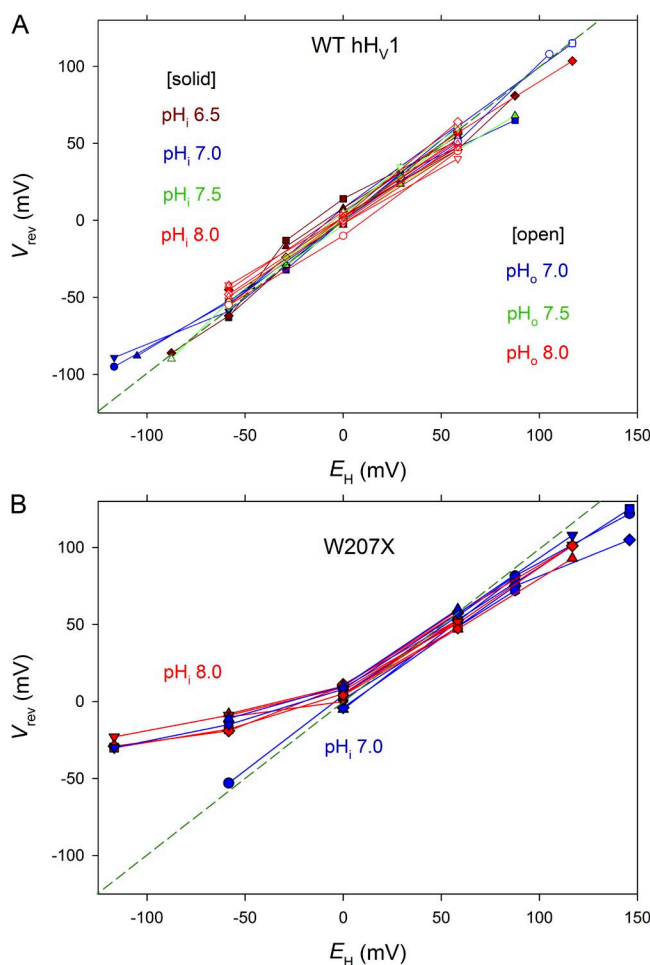 A
WT hHV1
[solid]
pHi 6.5
pHi 7.0
pHi 7.5
pHi 8.0
[open]
pHo 7.0
pHo 7.5
pHo 8.0
100
50
0
-50
-100
Vrev (mV)
-100 -50 0 50 100 150
EH (mV)
B
W207X
pHi 8.0
pHi 7.0
100
50
0
-50
-100
Vrev (mV)
-100 -50 0 50 100 150
EH (mV)